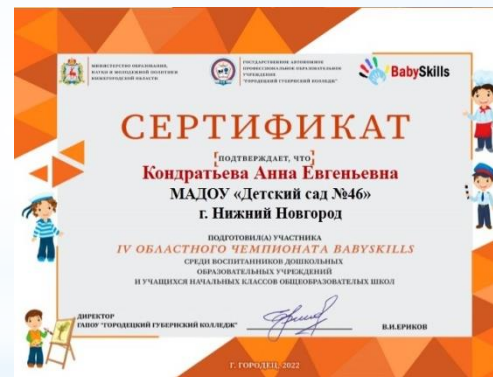 МИНИСТЕРСТВО ОБРАЗОВАНИЯ,
НАУКИ И МОЛОДЕЖНОЙ ПОЛИТИКИ
НИЖЕГОРОДСКОЙ ОБЛАСТИ
ГОСУДАРСТВЕННОЕ АВТОНОМНОЕ
ПРОФЕССИОНАЛЬНОЕ ОБРАЗОВАТЕЛЬНОЕ
УЧРЕЖДЕНИЕ
"ГОРОДЕЦКИЙ ГУБЕРНСКИЙ КОЛЛЕДЖ"
BabySkills
СЕРТИФИКАТ
ПОДТВЕРЖДАЕТ, ЧТО
Кондратьева Анна Евгеньевна
МАДОУ «Детский сад №46»
г. Нижний Новгород
ПОДГОТОВИЛ(А) УЧАСТНИКА
IV ОБЛАСТНОГО ЧЕМПИОНАТА BABYSKILLS
СРЕДИ ВОСПИТАННИКОВ ДОШКОЛЬНЫХ
ОБРАЗОВАТЕЛЬНЫХ УЧРЕЖДЕНИЙ
И УЧАЩИХСЯ НАЧАЛЬНЫХ КЛАССОВ ОБЩЕОБРАЗОВАТЕЛЬНЫХ ШКОЛ
ДИРЕКТОР
ГАПОУ "ГОРОДЕЦКИЙ ГУБЕРНСКИЙ КОЛЛЕДЖ"
В.И.ЕРИКОВ
Г. ГОРОДЕЦ, 2022